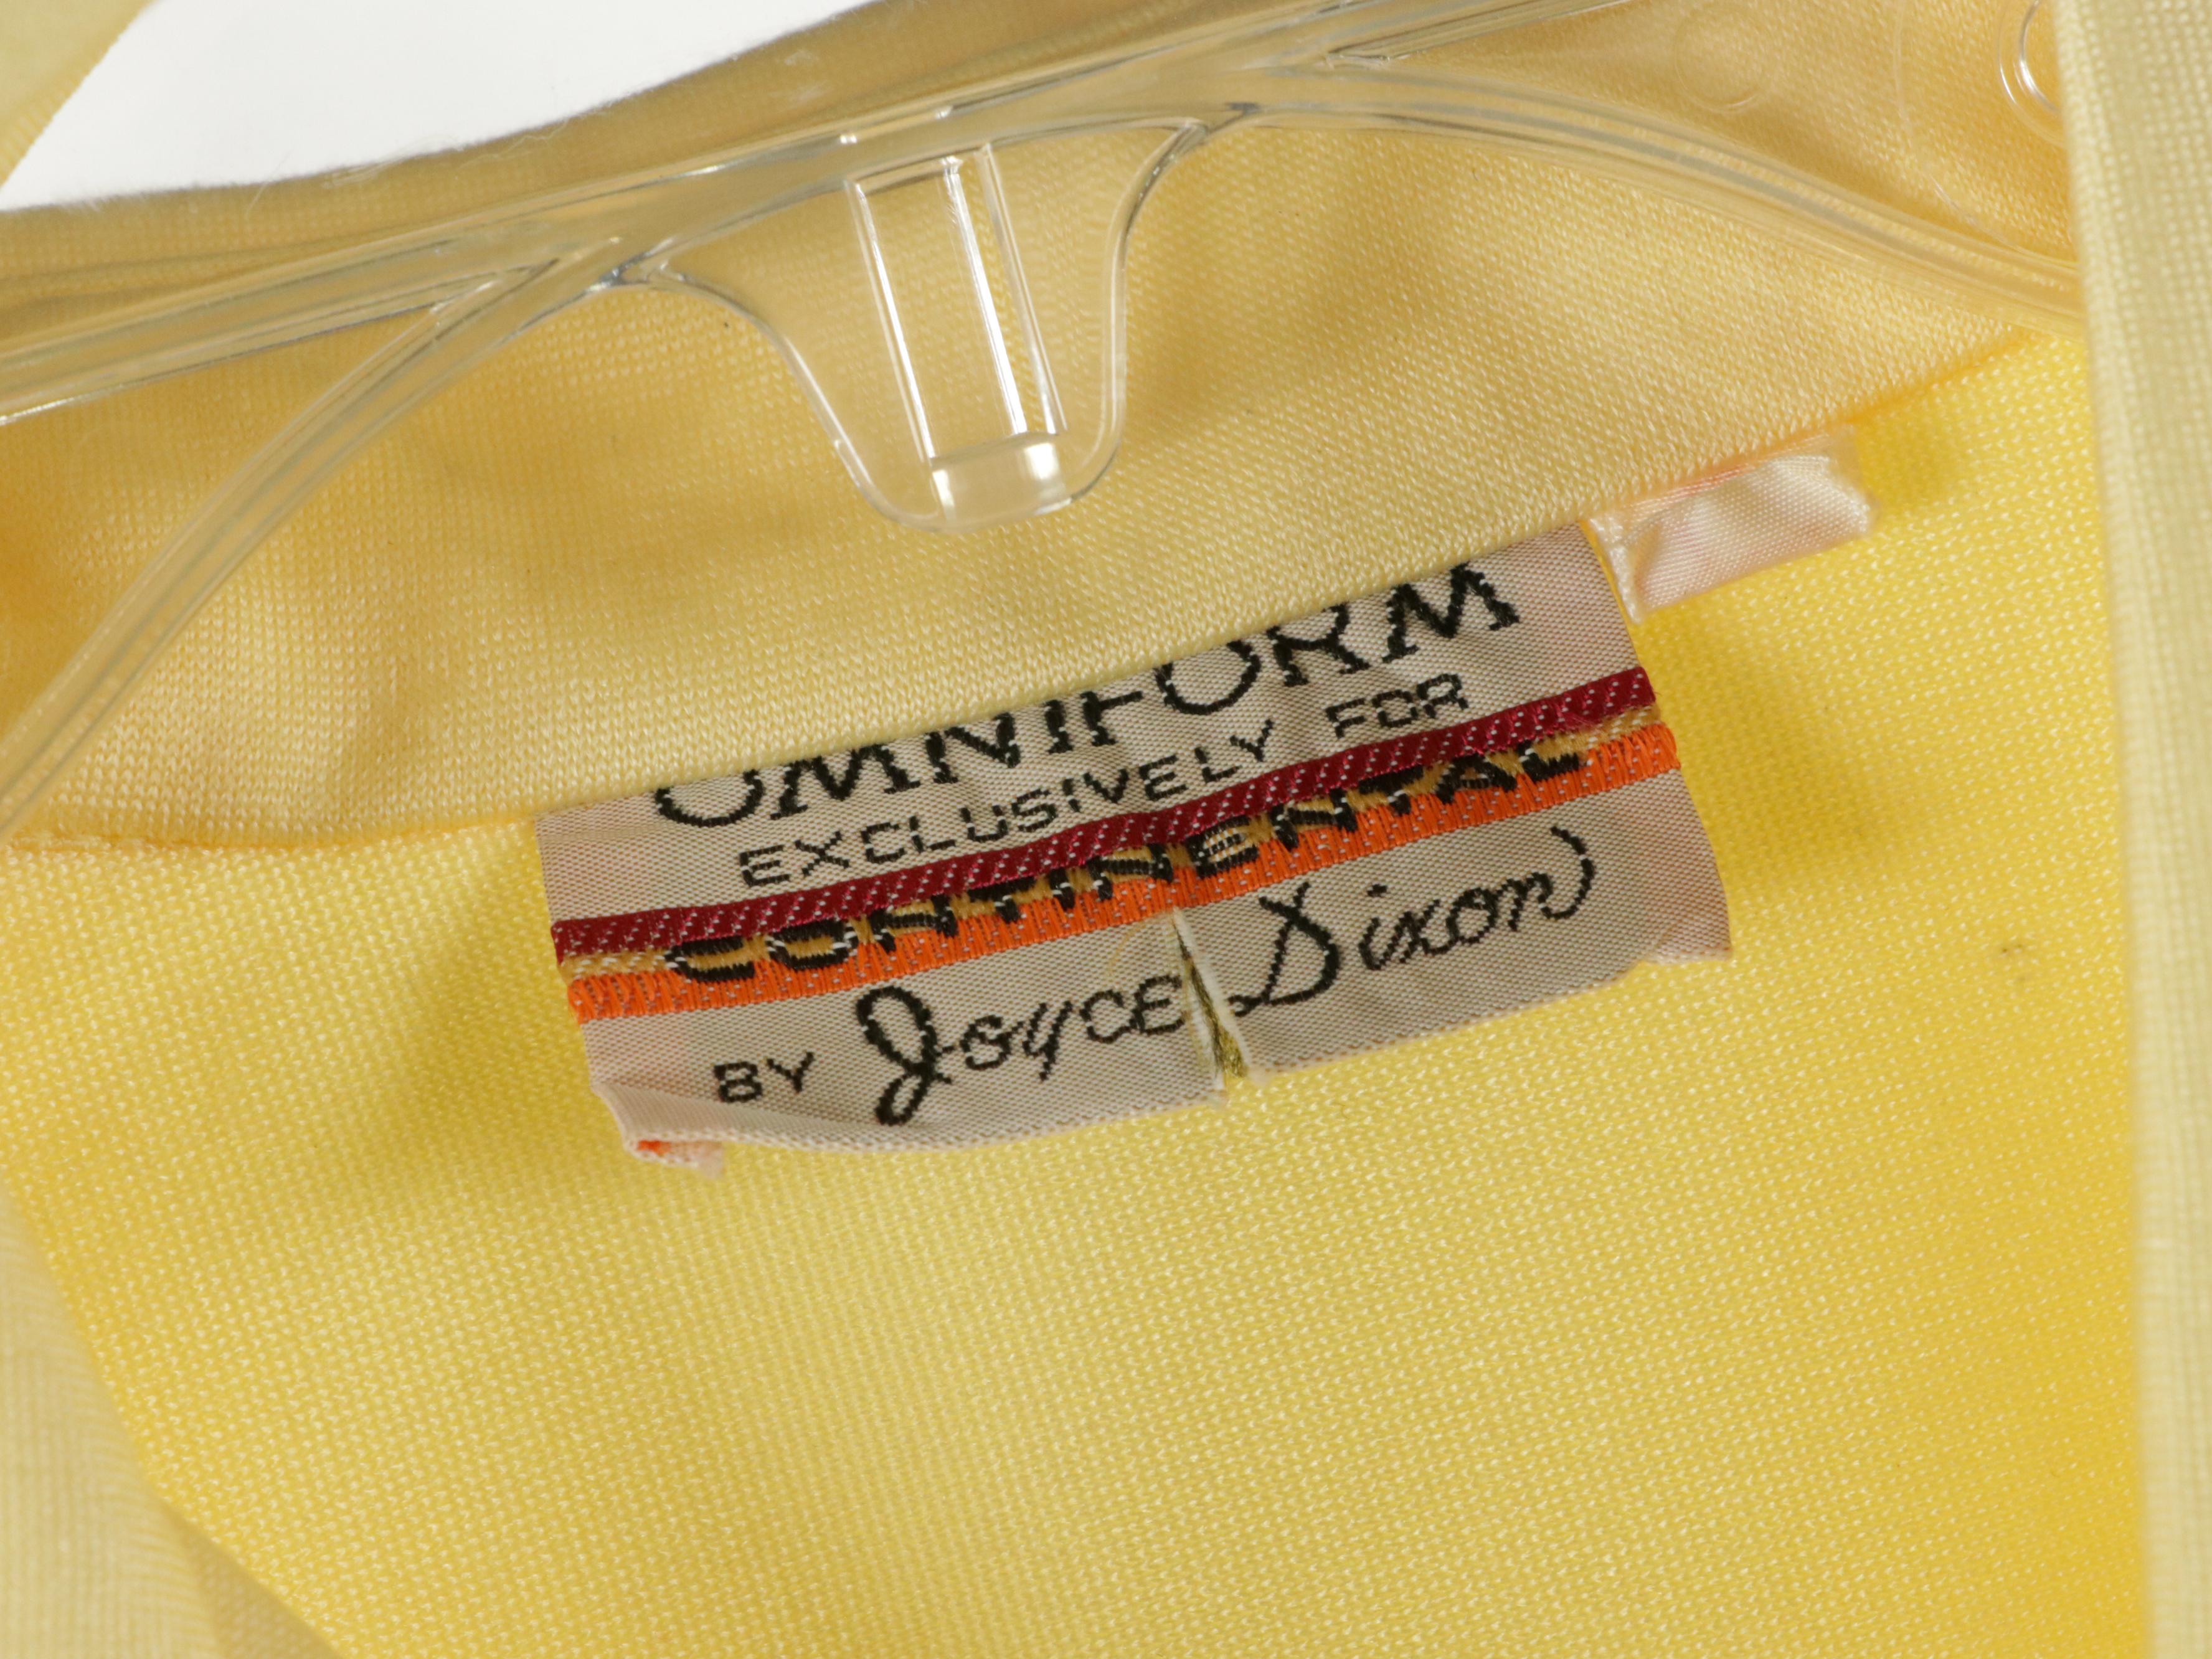 OMNIFORM
EXCLUSIVELY FOR
CONTINENTAL
BY Joyce Dixon